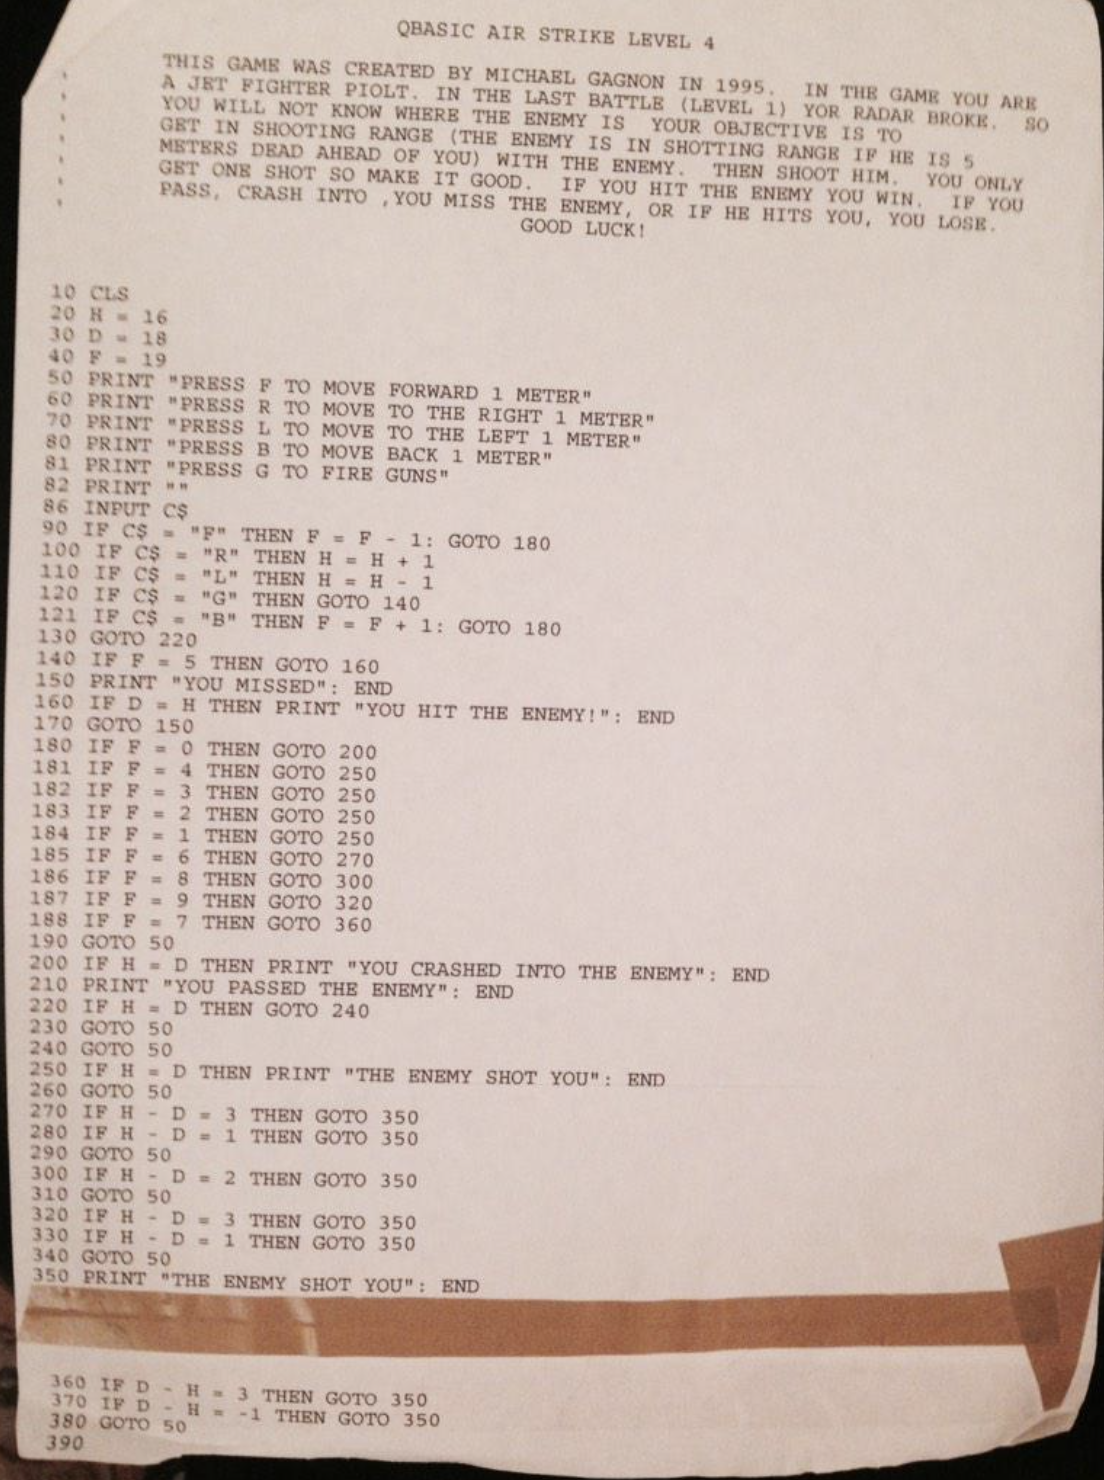 QBASIC AIR STRIKE LEVEL 4
THIS GAME WAS CREATED BY MICHAEL GAGNON IN 1995. IN THE GAME YOU ARE
A JET FIGHTER PIOLT. IN THE LAST BATTLE (LEVEL 1) YOR RADAR BROKE. SO
YOU WILL NOT KNOW WHERE THE ENEMY IS YOUR OBJECTIVE IS TO
GET IN SHOOTING RANGE (THE ENEMY IS IN SHOTTING RANGE IF HE IS 5
METERS DEAD AHEAD OF YOU) WITH THE ENEMY. THEN SHOOT HIM. YOU ONLY
GET ONE SHOT SO MAKE IT GOOD. IF YOU HIT THE ENEMY YOU WIN. IF YOU
PASS, CRASH INTO ,YOU MISS THE ENEMY, OR IF HE HITS YOU, YOU LOSE.
GOOD LUCK!
10 CLS
20 H = 16
30 D = 18
40 F = 19
50 PRINT "PRESS F TO MOVE FORWARD 1 METER"
60 PRINT "PRESS R TO MOVE TO THE RIGHT 1 METER"
70 PRINT "PRESS L TO MOVE TO THE LEFT 1 METER"
80 PRINT "PRESS B TO MOVE BACK 1 METER"
81 PRINT "PRESS G TO FIRE GUNS"
82 PRINT ""
86 INPUT C$
90 IF C$ = "F" THEN F = F - 1: GOTO 180
100 IF C$ = "R" THEN H = H + 1
110 IF C$ = "L" THEN H = H - 1
120 IF C$ = "G" THEN GOTO 140
121 IF C$ = "B" THEN F = F + 1: GOTO 180
130 GOTO 220
140 IF F = 5 THEN GOTO 160
150 PRINT "YOU MISSED": END
160 IF D = H THEN PRINT "YOU HIT THE ENEMY!": END
170 GOTO 150
180 IF F = 0 THEN GOTO 200
181 IF F = 4 THEN GOTO 250
182 IF F = 3 THEN GOTO 250
183 IF F = 2 THEN GOTO 250
184 IF F = 1 THEN GOTO 250
185 IF F = 6 THEN GOTO 270
186 IF F = 8 THEN GOTO 300
187 IF F = 9 THEN GOTO 320
188 IF F = 7 THEN GOTO 360
190 GOTO 50
200 IF H = D THEN PRINT "YOU CRASHED INTO THE ENEMY": END
210 PRINT "YOU PASSED THE ENEMY": END
220 IF H = D THEN GOTO 240
230 GOTO 50
240 GOTO 50
250 IF H = D THEN PRINT "THE ENEMY SHOT YOU": END
260 GOTO 50
270 IF H - D = 3 THEN GOTO 350
280 IF H - D = 1 THEN GOTO 350
290 GOTO 50
300 IF H - D = 2 THEN GOTO 350
310 GOTO 50
320 IF H - D = 3 THEN GOTO 350
330 IF H - D = 1 THEN GOTO 350
340 GOTO 50
350 PRINT "THE ENEMY SHOT YOU": END
360 IF D - H = 3 THEN GOTO 350
370 IF D - H = -1 THEN GOTO 350
380 GOTO 50
390